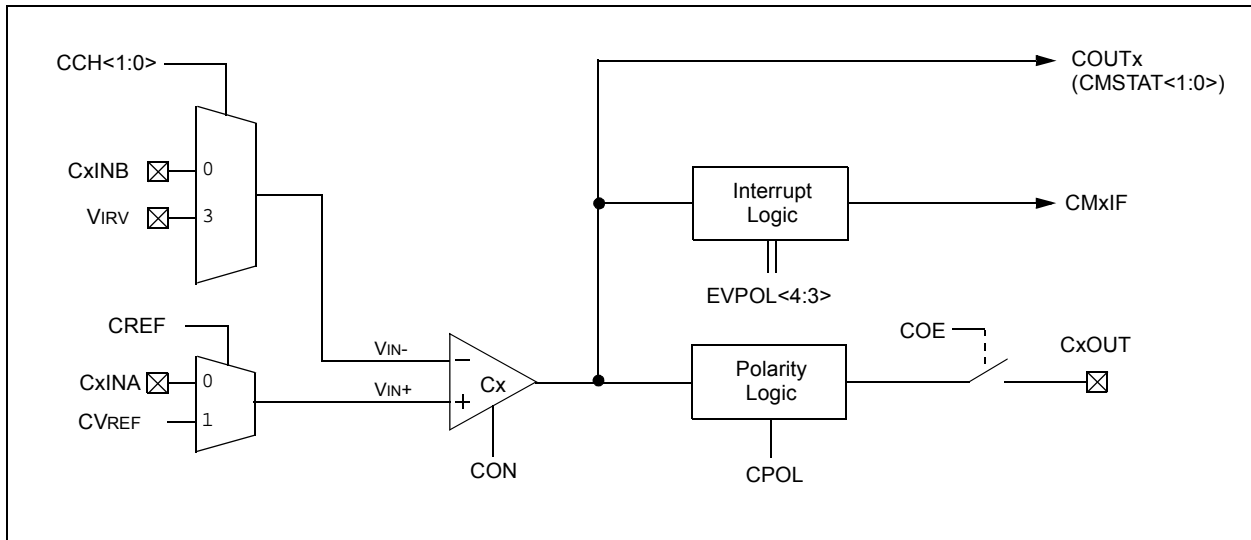 CCH<1:0>
COUTx
(CMSTAT<1:0>)
CxINB
0
VIRV
3
Interrupt
Logic
CMxIF
EVPOL<4:3>
CREF
COE
CxOUT
CxINA
0
CVREF
1
VIN-
VIN+
−
+
Cx
Polarity
Logic
CON
CPOL